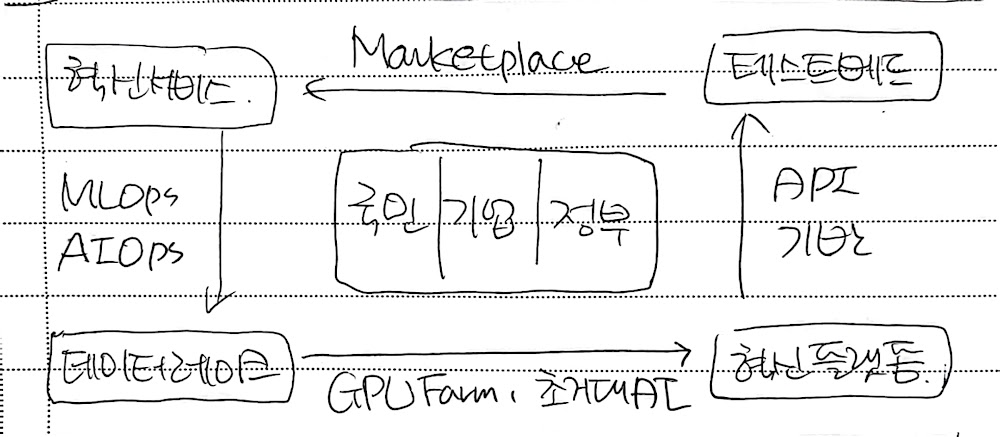 Marketplace
혁신서비스.
테스트베드
MLOps
AIOps
국민 기업 정부
API
기반
데이터레이크
GPU Farm, 초거대AI
혁신플랫폼.